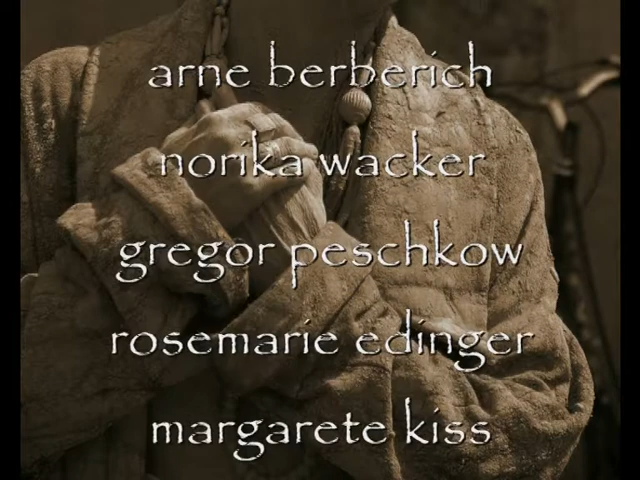 arne berberich
norika wacker
gregor peschkow
rosemarie edinger
margarete kiss